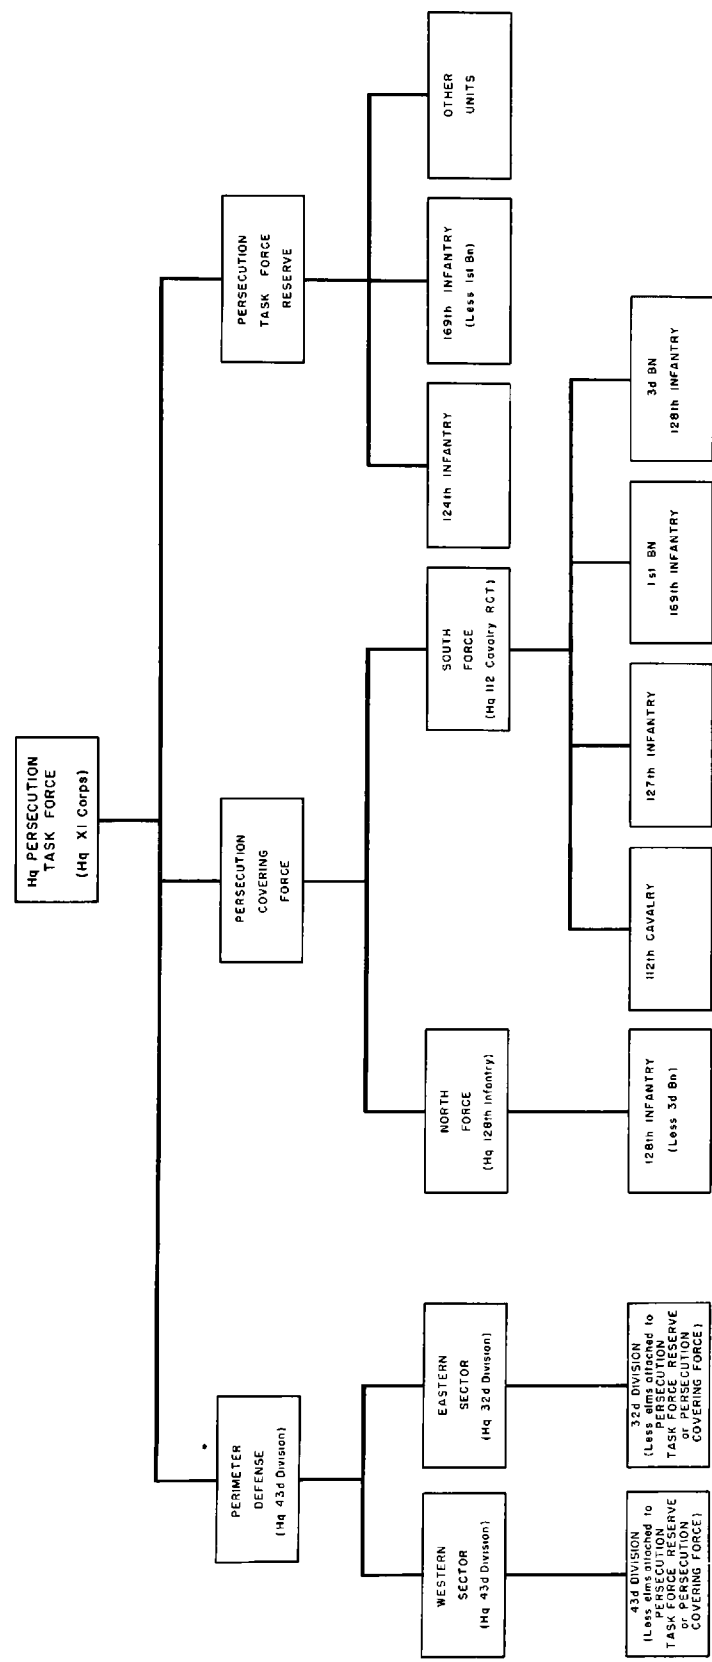 Hq PERSECUTION
TASK FORCE
(Hq XI Corps)
PERIMETER
DEFENSE
(Hq 43d Division)
PERSECUTION
COVERING
FORCE
PERSECUTION
TASK FORCE
RESERVE
WESTERN
SECTOR
(Hq 43d Division)
EASTERN
SECTOR
(Hq 32d Division)
NORTH
FORCE
(Hq 128th Infantry)
SOUTH
FORCE
(Hq 112 Cavalry RCT)
124th INFANTRY
169th INFANTRY
(Less 1st Bn)
OTHER
UNITS
43d DIVISION
(Less elms attached to
PERSECUTION
TASK FORCE RESERVE
or PERSECUTION
COVERING FORCE)
32d DIVISION
(Less elms attached to
PERSECUTION
TASK FORCE RESERVE
or PERSECUTION
COVERING FORCE)
128th INFANTRY
(Less 3d Bn)
112th CAVALRY
127th INFANTRY
1st BN
169th INFANTRY
3d BN
128th INFANTRY